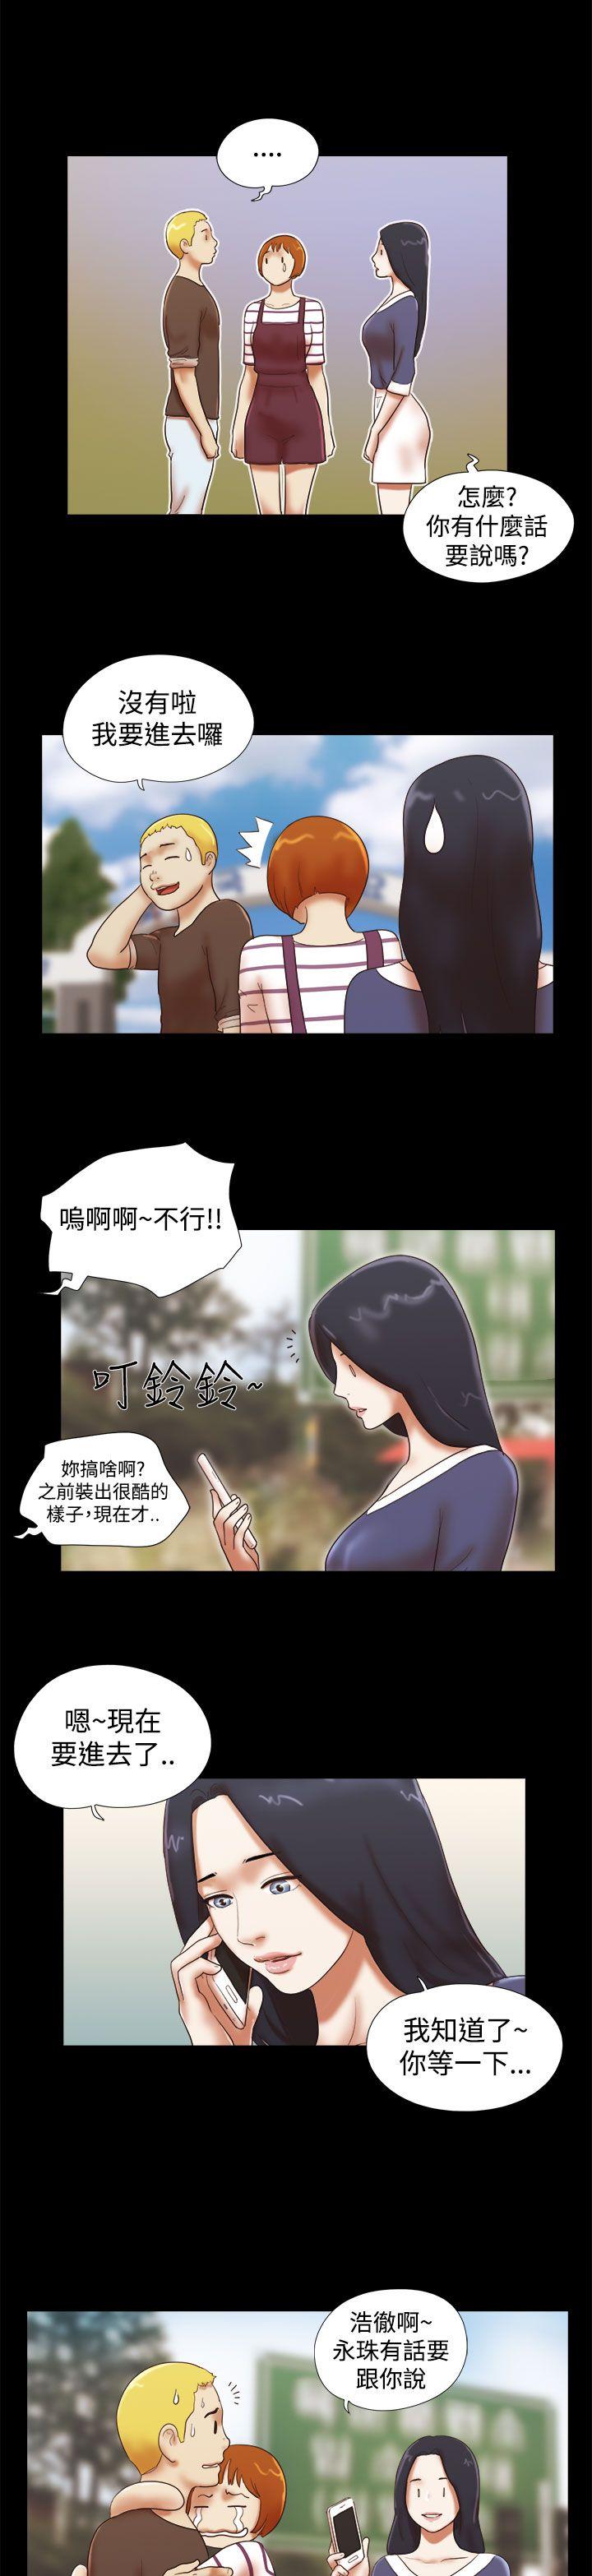 ....
怎麼?
你有什麼話
要說嗎?
沒有啦
我要進去囉
嗚啊啊~不行!!
叮鈴鈴~
妳搞啥啊?
之前裝出很酷的
樣子,現在才..
嗯~現在
要進去了..
我知道了~
你等一下...
浩徹啊~
永珠有話要
跟你說